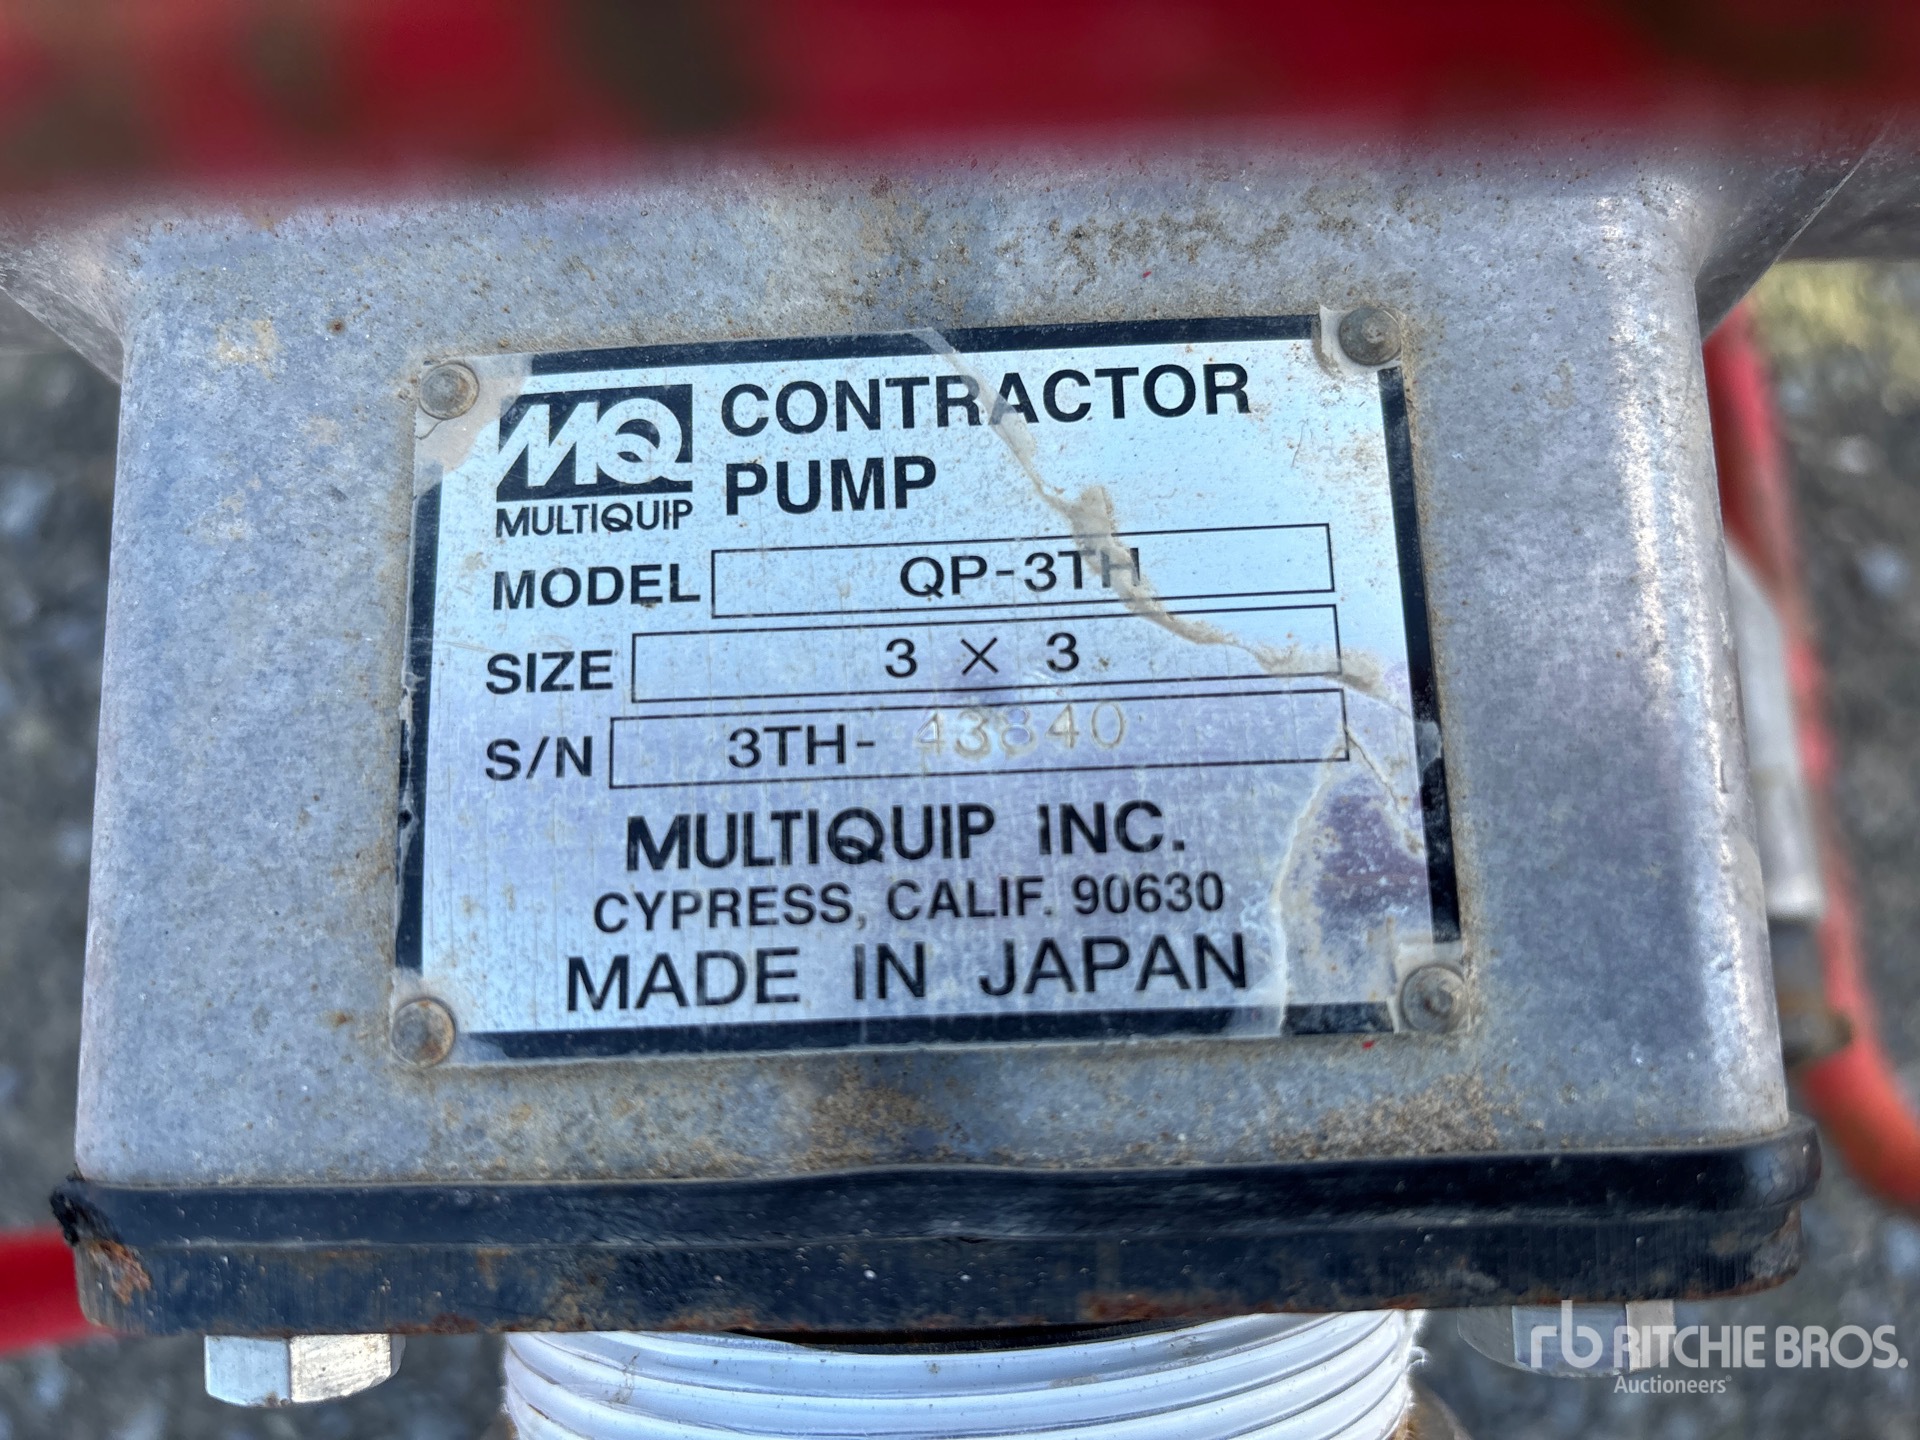 MQ CONTRACTOR
PUMP
MULTIQUIP
MODEL QP-3TH
SIZE 3 × 3
S/N 3TH- 43840
MULTIQUIP INC.
CYPRESS, CALIF. 90630
MADE IN JAPAN
rb RITCHIE BROS.
Auctioneers